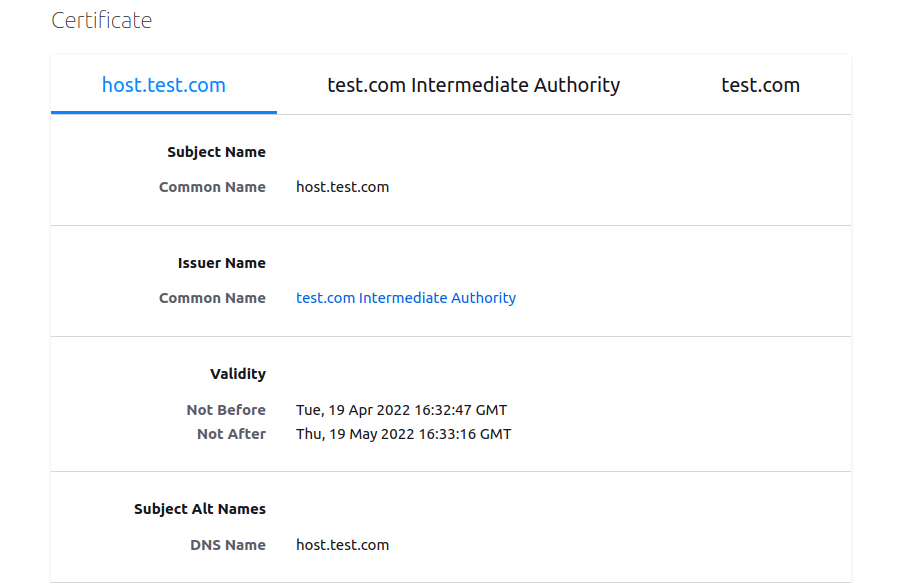 Certificate
host.test.com test.com Intermediate Authority test.com
Subject Name
Common Name host.test.com
Issuer Name
Common Name test.com Intermediate Authority
Validity
Not Before Tue, 19 Apr 2022 16:32:47 GMT
Not After Thu, 19 May 2022 16:33:16 GMT
Subject Alt Names
DNS Name host.test.com